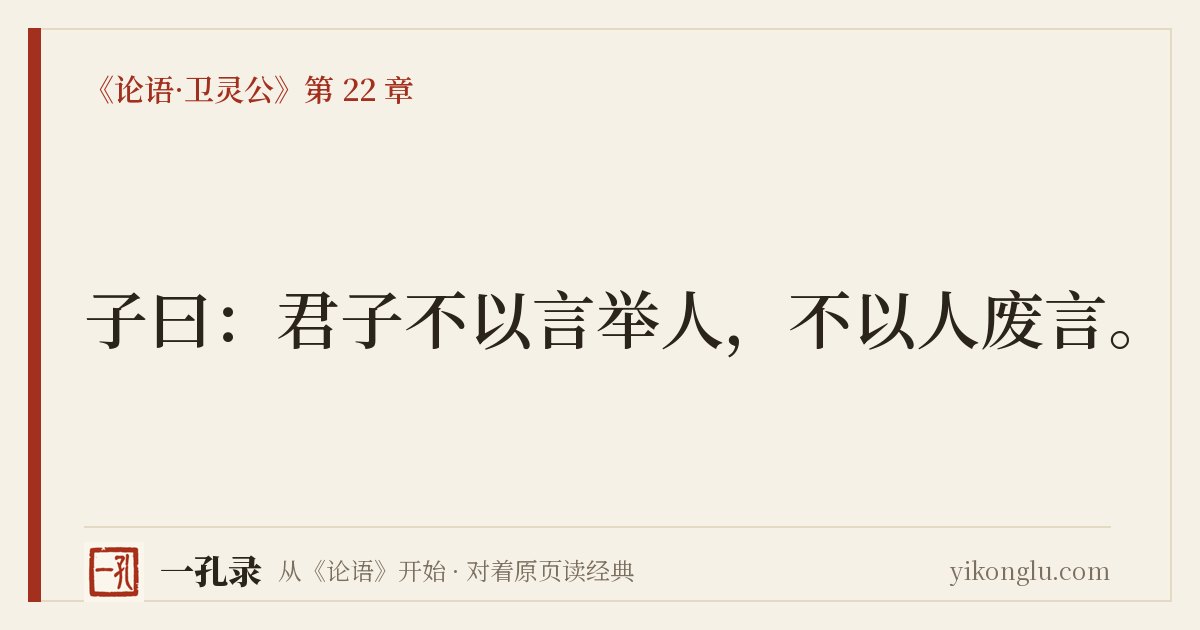 《论语·卫灵公》第 22 章
子曰：君子不以言举人，不以人废言。
一孔
一孔录 从《论语》开始 · 对着原页读经典 yikonglu.com